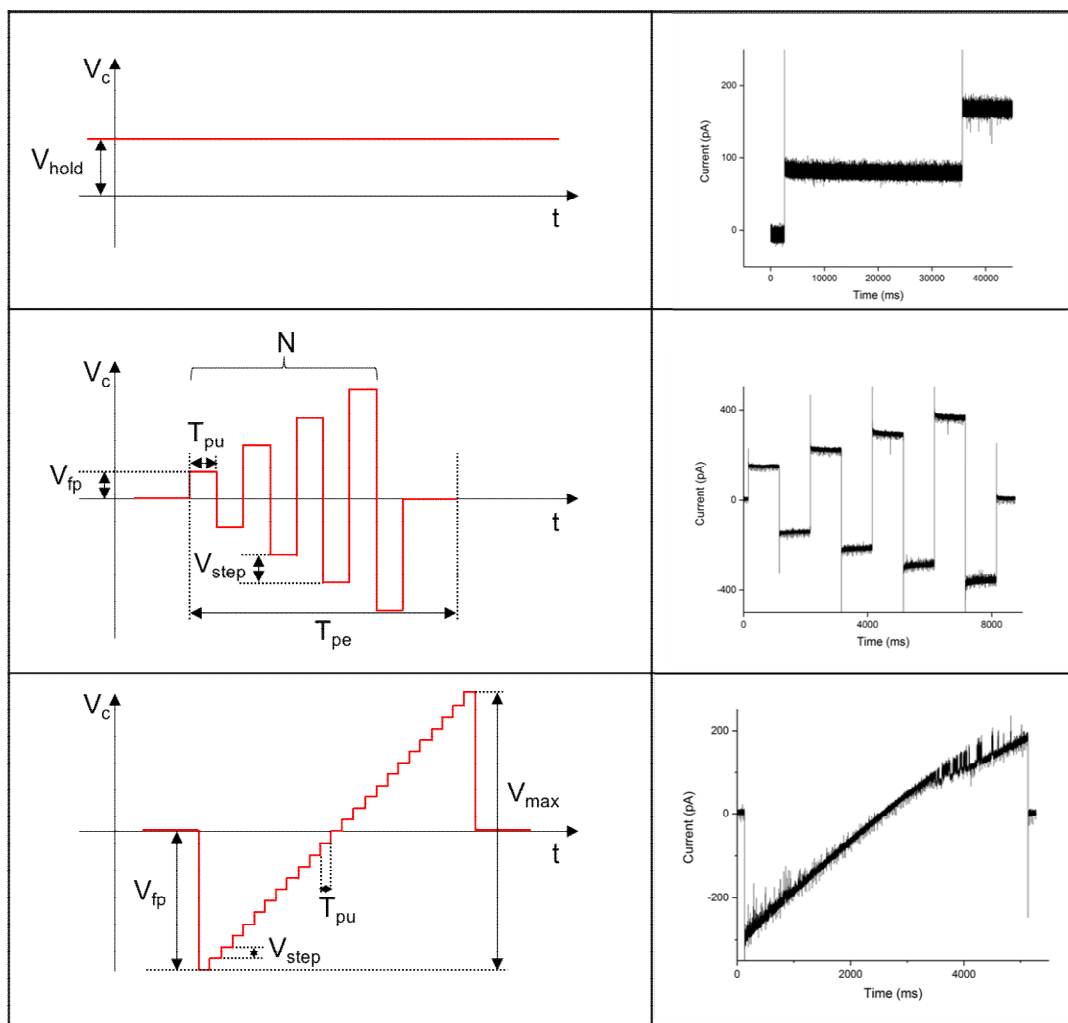 Vc
Vhold
t
200
100
0
Current (pA)
0
10000
20000
30000
40000
Time (ms)
N
Vc
Tpu
Vfp
t
Vstep
Tpe
400
0
-400
Current (pA)
0
4000
8000
Time (ms)
Vc
Vmax
t
Vfp
Tpu
Vstep
200
0
-200
Current (pA)
0
2000
4000
Time (ms)